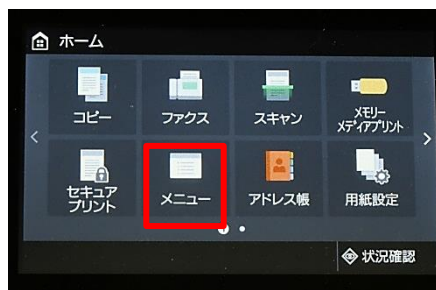 ホーム
コピー
ファクス
スキャン
メモリー
メディアプリント
セキュア
プリント
メニュー
アドレス帳
用紙設定
状況確認